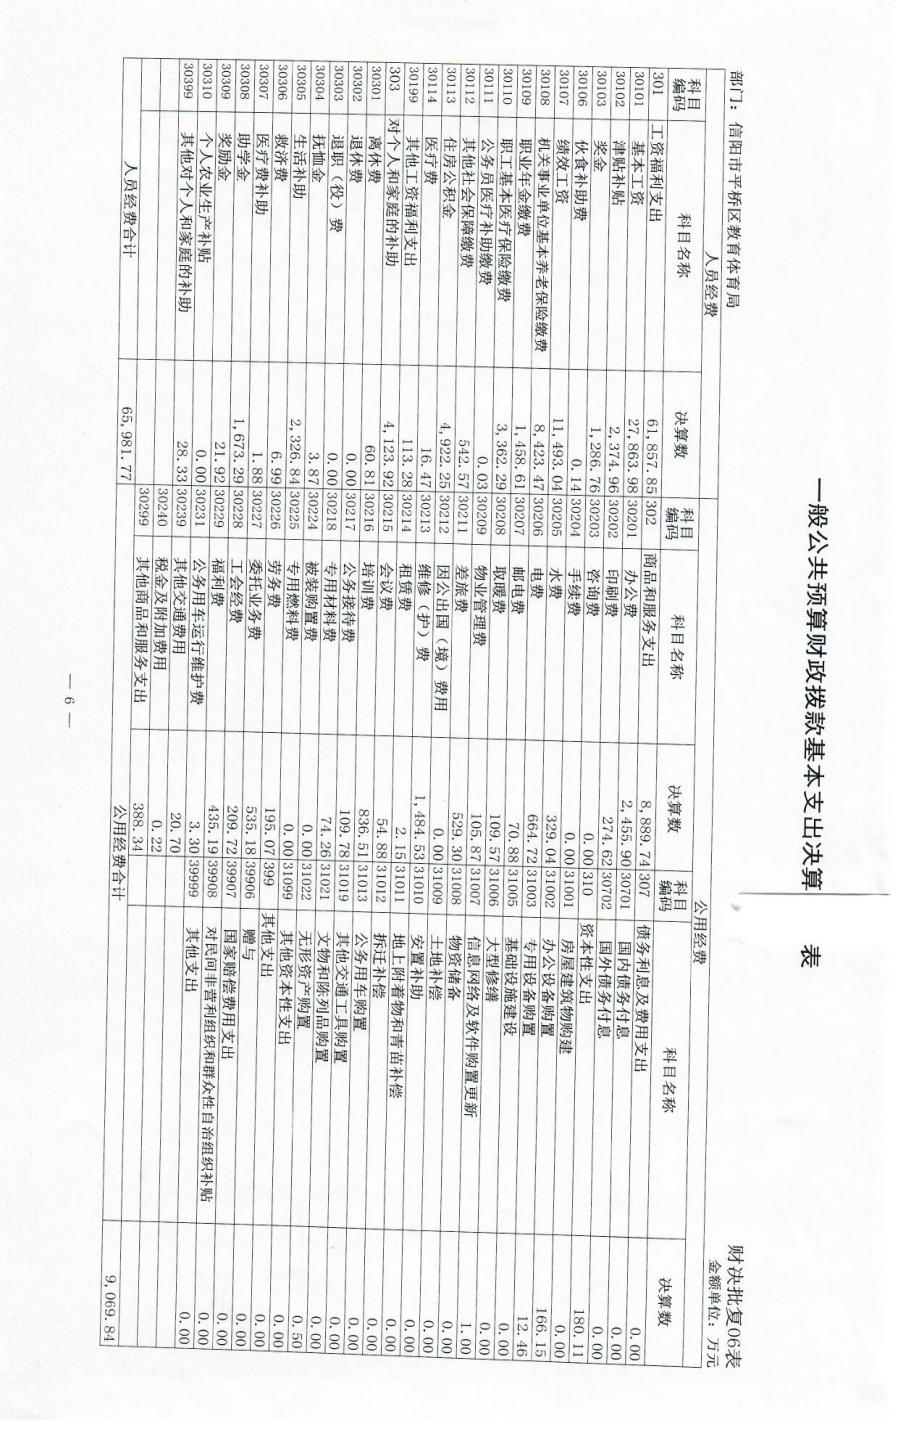 一般公共预算财政拨款基本支出决算 表
财决批复06表
部门：信阳市平桥区教育体育局 金额单位：万元
人员经费 公用经费
科目编码 科目名称 决算数 科目编码 科目名称 决算数 科目编码 科目名称 决算数
301 工资福利支出 61,857.85 302 商品和服务支出 8,889.74 307 债务利息及费用支出 0.00
30101 基本工资 27,863.98 30201 办公费 2,455.90 30701 国内债务付息 0.00
30102 津贴补贴 2,374.96 30202 印刷费 274.62 30702 国外债务付息 0.00
30103 奖金 1,286.76 30203 咨询费 0.00 310 资本性支出 180.11
30106 伙食补助费 0.14 30204 手续费 0.00 31001 房屋建筑物购建 0.00
30107 绩效工资 11,493.04 30205 水费 329.04 31002 办公设备购置 166.15
30108 机关事业单位基本养老保险缴费 8,423.47 30206 电费 664.72 31003 专用设备购置 12.46
30109 职业年金缴费 1,458.61 30207 邮电费 70.88 31005 基础设施建设 0.00
30110 职工基本医疗保险缴费 3,362.29 30208 取暖费 109.57 31006 大型修缮 0.00
30111 公务员医疗补助缴费 0.03 30209 物业管理费 105.87 31007 信息网络及软件购置更新 1.00
30112 其他社会保障缴费 542.57 30211 差旅费 529.30 31008 物资储备 0.00
30113 住房公积金 4,922.25 30212 因公出国（境）费用 0.00 31009 土地补偿 0.00
30114 医疗费 16.47 30213 维修（护）费 1,484.53 31010 安置补助 0.00
30199 其他工资福利支出 113.28 30214 租赁费 2.15 31011 地上附着物和青苗补偿 0.00
303 对个人和家庭的补助 4,123.92 30215 会议费 54.88 31012 拆迁补偿 0.00
30301 离休费 60.81 30216 培训费 836.51 31013 公务用车购置 0.00
30302 退休费 0.00 30217 公务接待费 109.78 31019 其他交通工具购置 0.00
30303 退职（役）费 0.00 30218 专用材料费 74.26 31021 文物和陈列品购置 0.00
30304 抚恤金 3.87 30224 被装购置费 0.00 31022 无形资产购置 0.50
30305 生活补助 2,326.84 30225 专用燃料费 0.00 31099 其他资本性支出 0.00
30306 救济费 6.99 30226 劳务费 195.07 399 其他支出 0.00
30307 医疗费补助 1.88 30227 委托业务费 535.18 39906 赠与 0.00
30308 助学金 1,673.29 30228 工会经费 209.72 39907 国家赔偿费用支出 0.00
30309 奖励金 21.92 30229 福利费 435.19 39908 对民间非营利组织和群众性自治组织补贴 0.00
30310 个人农业生产补贴 0.00 30231 公务用车运行维护费 3.30 39999 其他支出 0.00
30399 其他对个人和家庭的补助 28.33 30239 其他交通费用 20.70
30240 税金及附加费用 0.22
30299 其他商品和服务支出 388.34
人员经费合计 65,981.77 公用经费合计 9,069.84
— 6 —